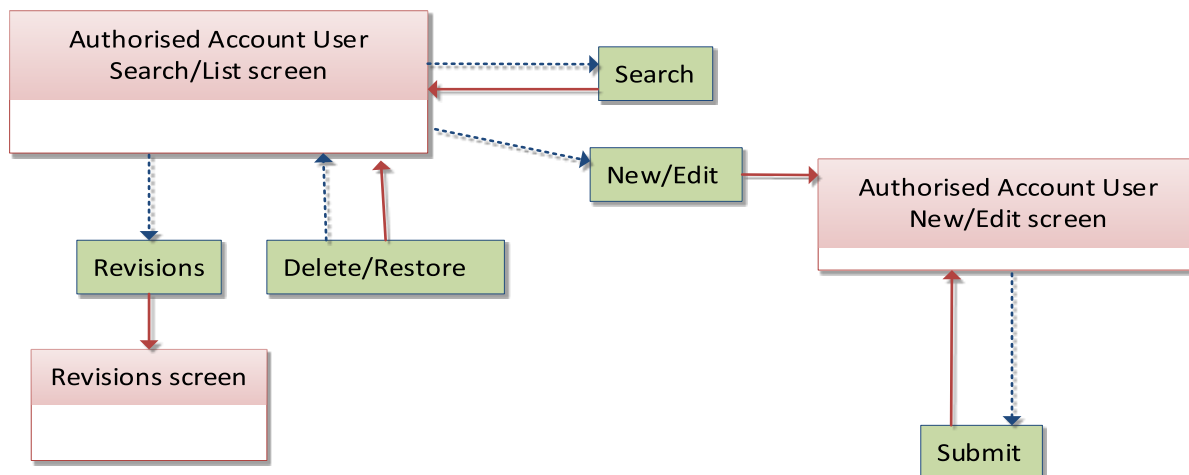 Authorised Account User
Search/List screen
Search
New/Edit
Authorised Account User
New/Edit screen
Revisions
Delete/Restore
Revisions screen
Submit